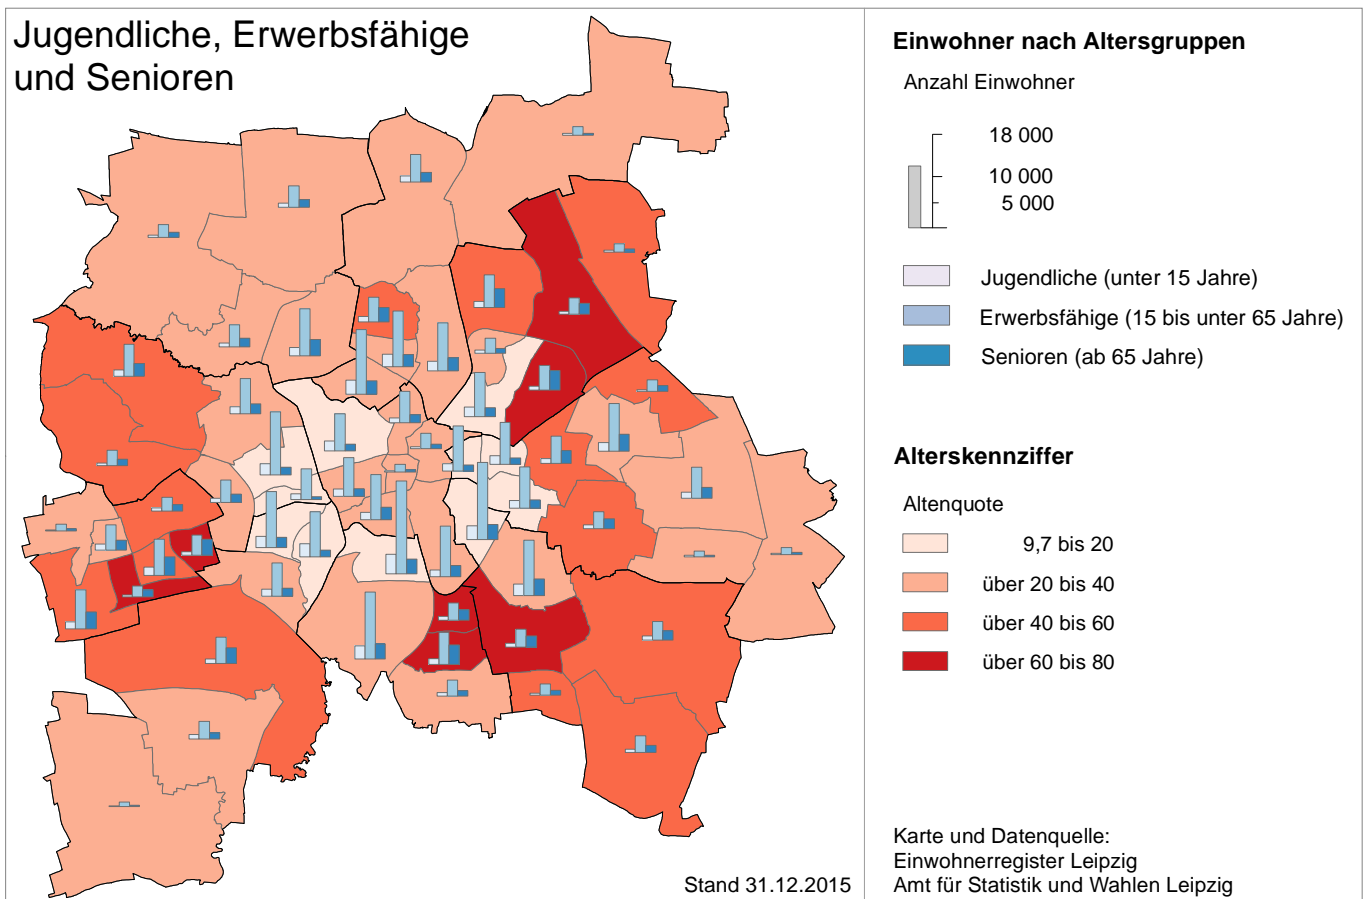 Jugendliche, Erwerbsfähige
und Senioren
Stand 31.12.2015
Einwohner nach Altersgruppen
Anzahl Einwohner
18 000
10 000
5 000
Jugendliche (unter 15 Jahre)
Erwerbsfähige (15 bis unter 65 Jahre)
Senioren (ab 65 Jahre)
Alterskennziffer
Altenquote
9,7 bis 20
über 20 bis 40
über 40 bis 60
über 60 bis 80
Karte und Datenquelle:
Einwohnerregister Leipzig
Amt für Statistik und Wahlen Leipzig